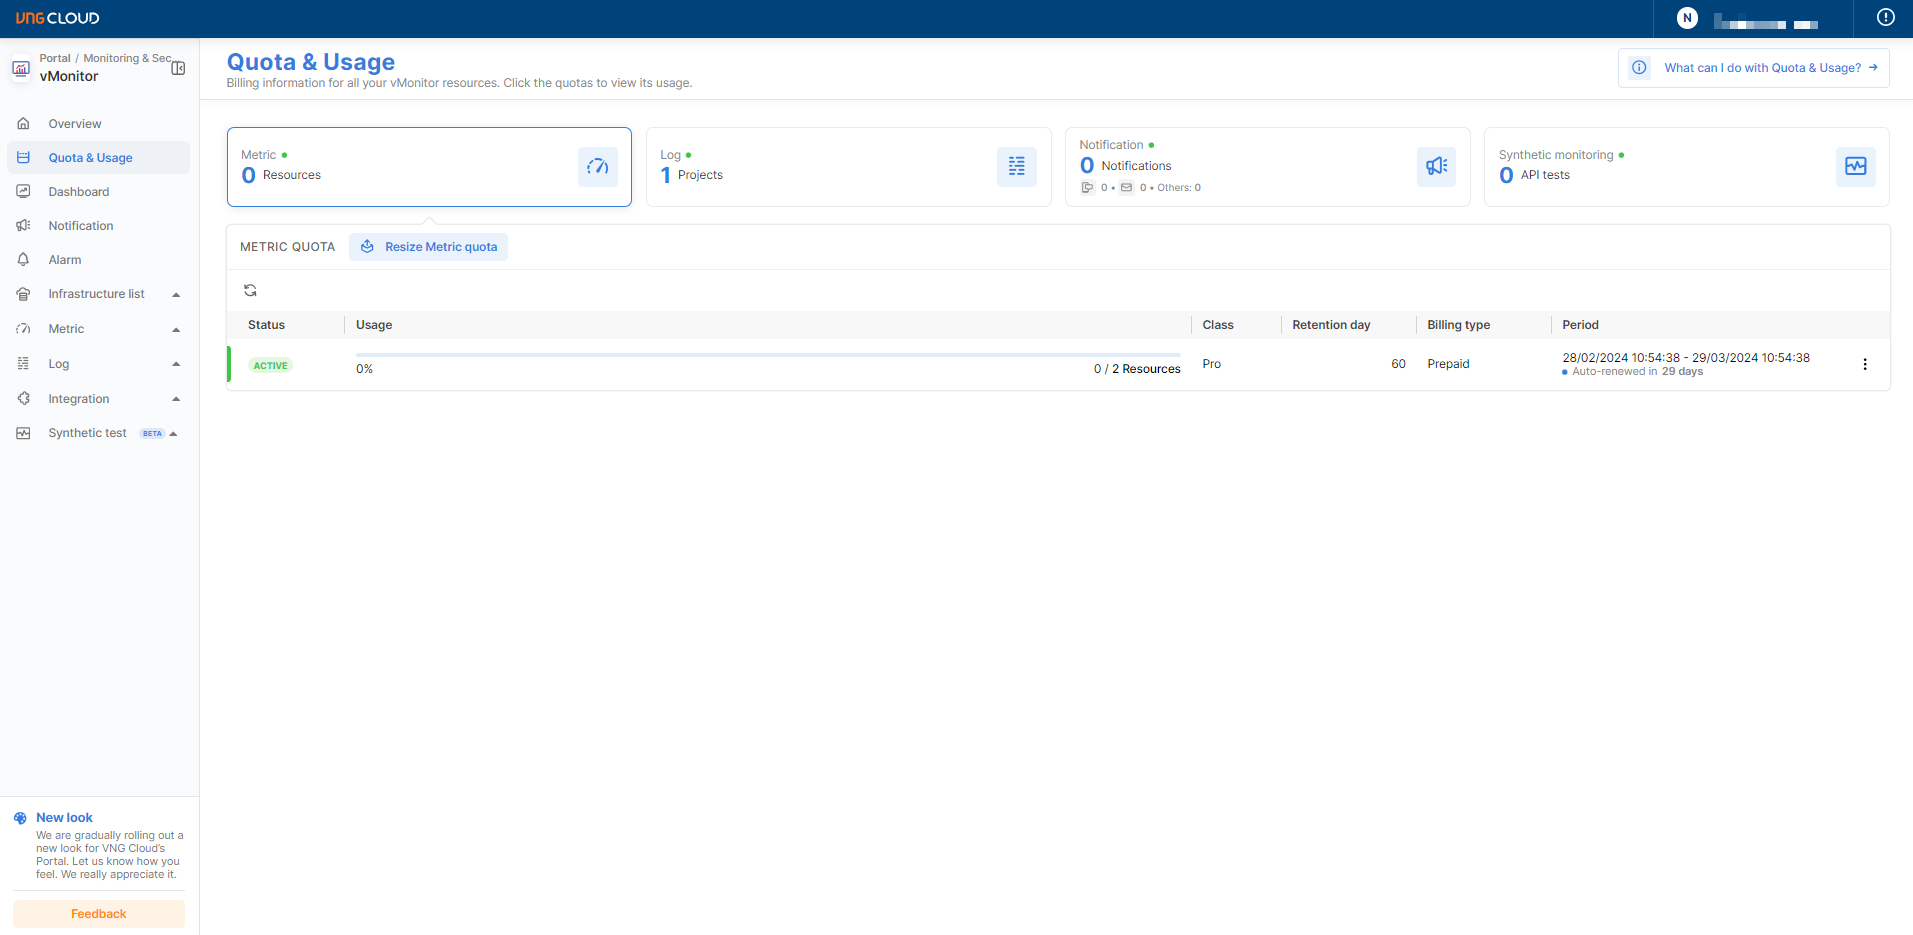 VNG CLOUD
N
Portal / Monitoring & Sec
vMonitor
Overview
Quota & Usage
Dashboard
Notification
Alarm
Infrastructure list
Metric
Log
Integration
Synthetic test BETA
New look
We are gradually rolling out a
new look for VNG Cloud's
Portal. Let us know how you
feel. We really appreciate it.
Feedback
Quota & Usage
Billing information for all your vMonitor resources. Click the quotas to view its usage.
What can I do with Quota & Usage?
Metric
0 Resources
Log
1 Projects
Notification
0 Notifications
0 • 0 • Others: 0
Synthetic monitoring
0 API tests
METRIC QUOTA
Resize Metric quota
Status Usage Class Retention day Billing type Period
ACTIVE 0% 0 / 2 Resources Pro 60 Prepaid 28/02/2024 10:54:38 - 29/03/2024 10:54:38
Auto-renewed in 29 days